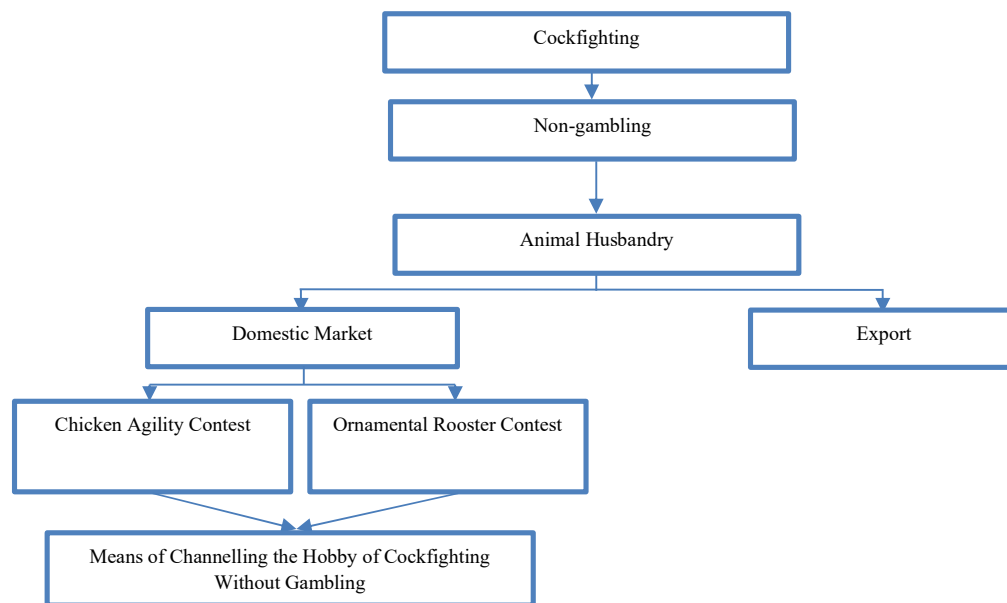 Cockfighting
Non-gambling
Animal Husbandry
Domestic Market
Export
Chicken Agility Contest
Ornamental Rooster Contest
Means of Channelling the Hobby of Cockfighting
Without Gambling